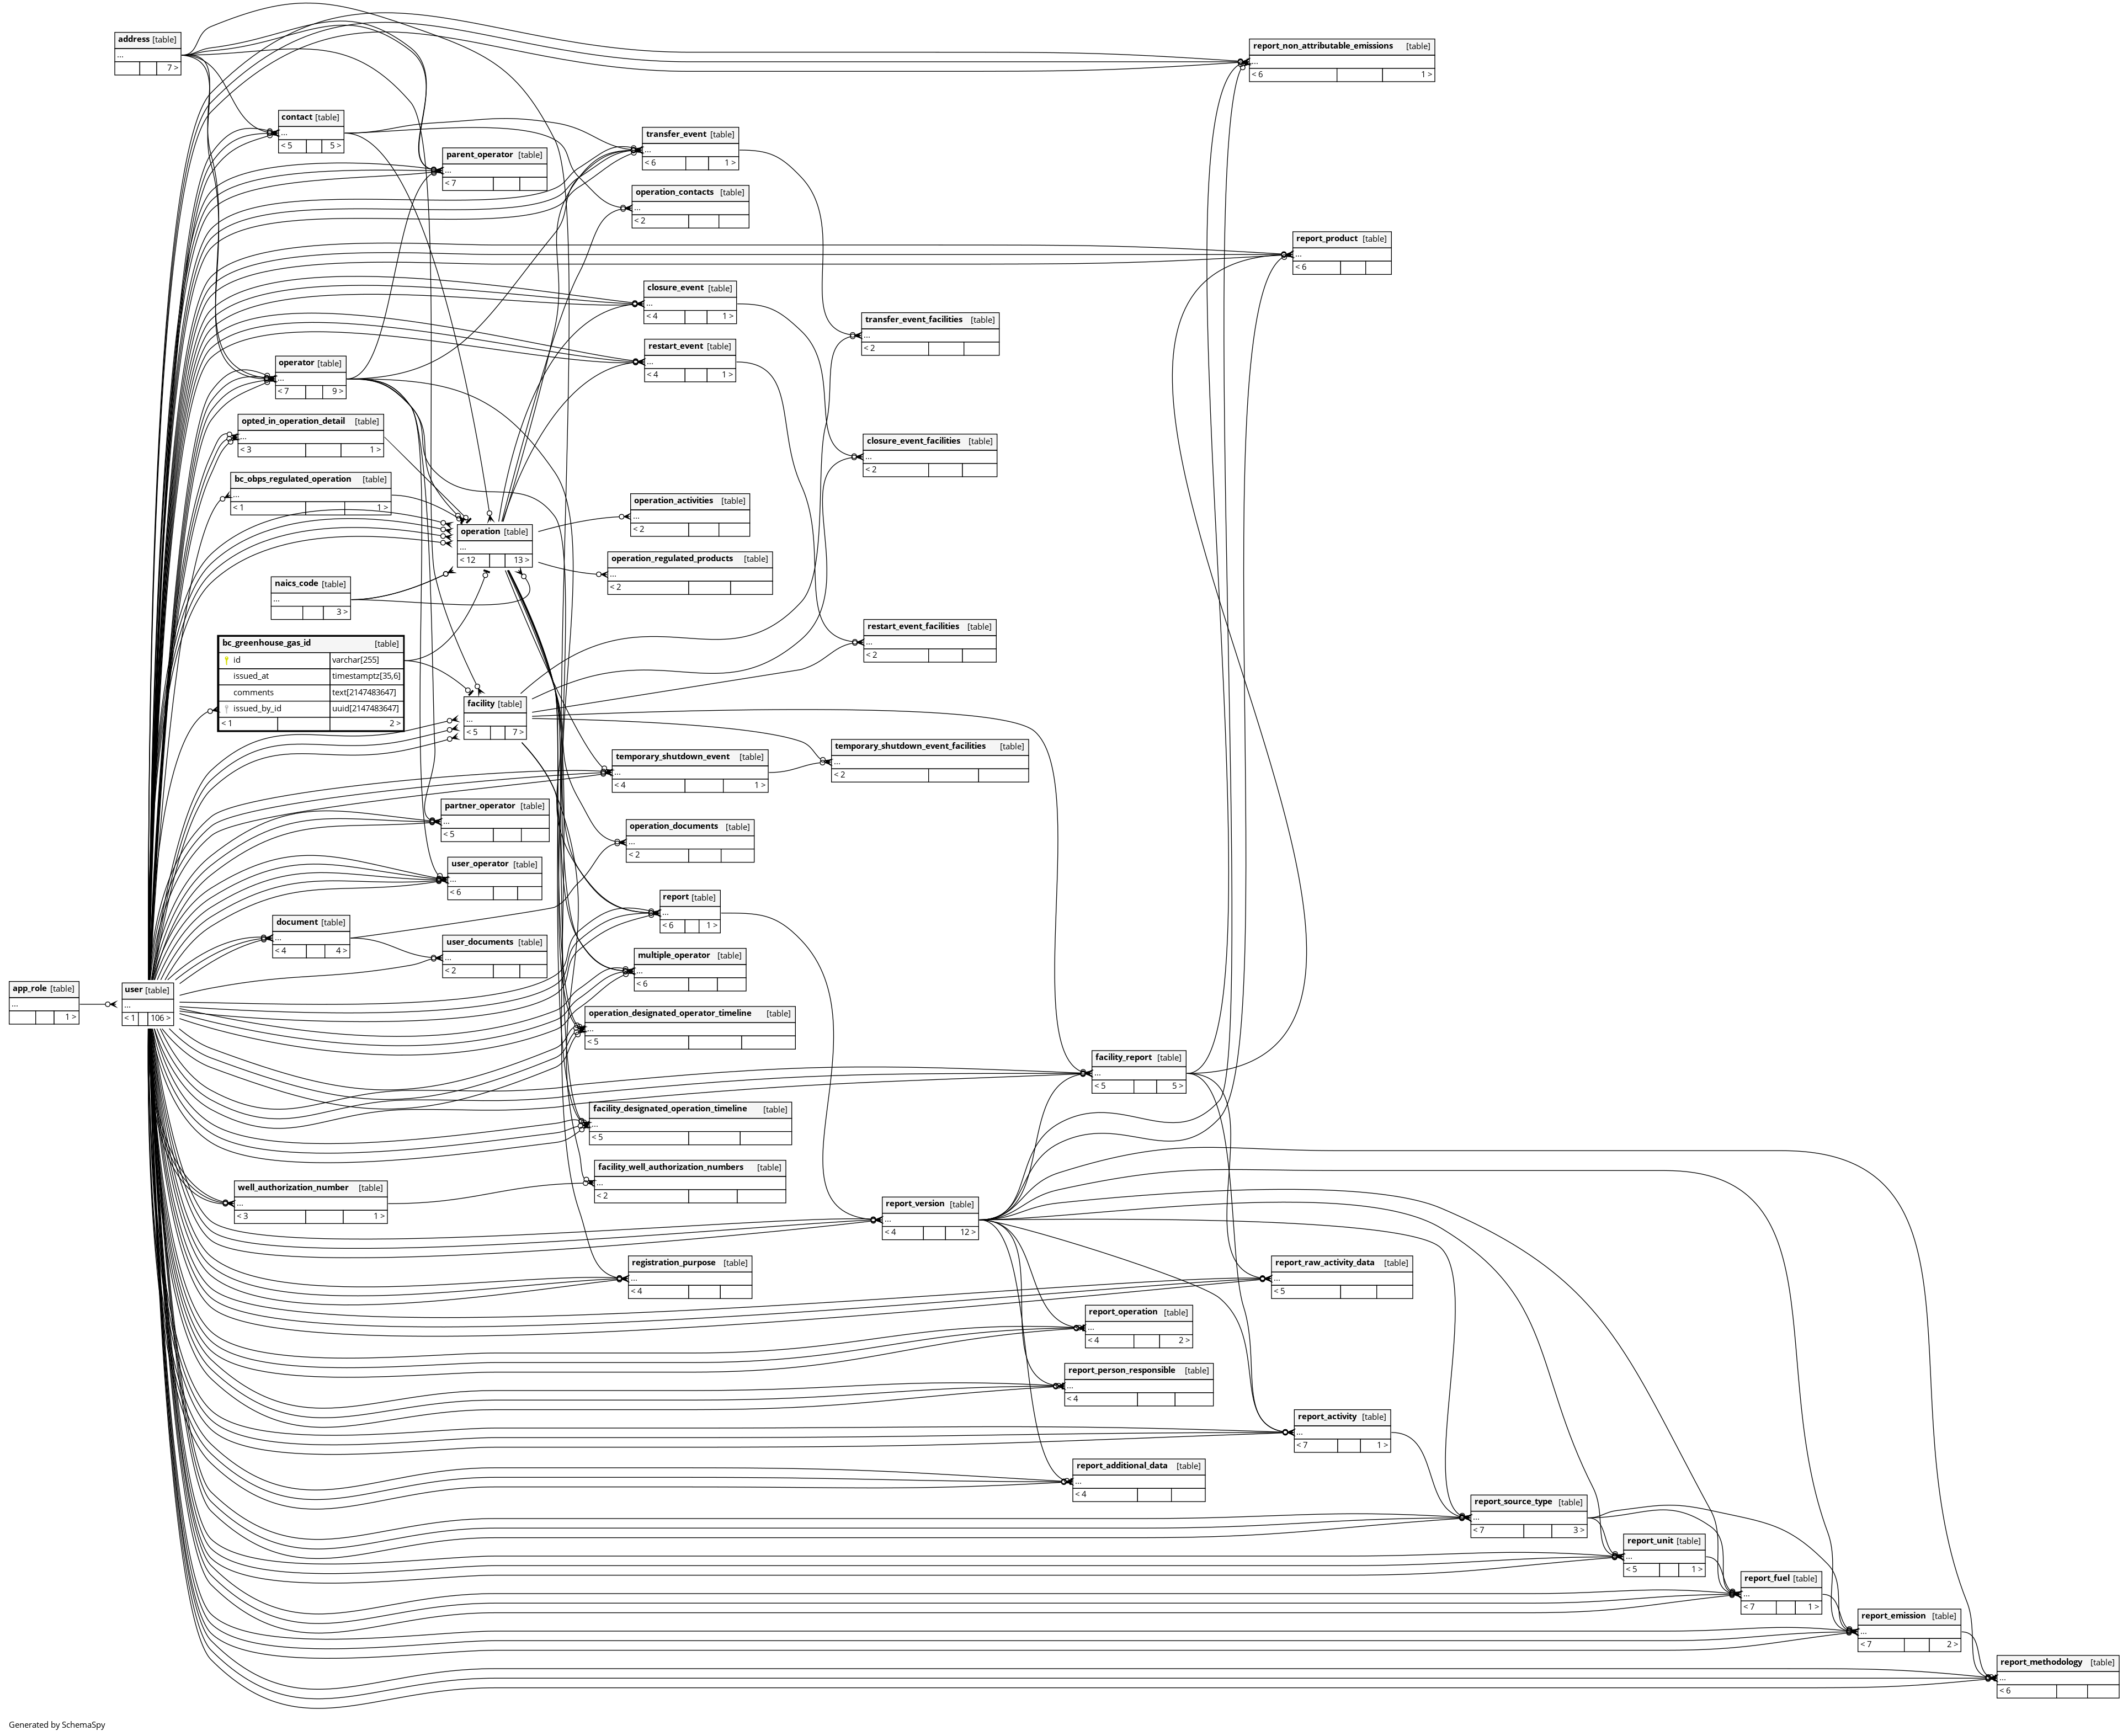 address [table]
...
7 >
report_non_attributable_emissions [table]
...
< 6 1 >
contact [table]
...
< 5 5 >
transfer_event [table]
...
< 6 1 >
parent_operator [table]
...
< 7
operation_contacts [table]
...
< 2
report_product [table]
...
< 6
closure_event [table]
...
< 4 1 >
transfer_event_facilities [table]
...
< 2
restart_event [table]
...
< 4 1 >
operator [table]
...
< 7 9 >
opted_in_operation_detail [table]
...
< 3 1 >
closure_event_facilities [table]
...
< 2
bc_obps_regulated_operation [table]
...
< 1 1 >
operation_activities [table]
...
< 2
operation [table]
...
< 12 13 >
operation_regulated_products [table]
...
< 2
naics_code [table]
...
3 >
restart_event_facilities [table]
...
< 2
bc_greenhouse_gas_id [table]
id varchar[255]
issued_at timestamptz[35,6]
comments text[2147483647]
issued_by_id uuid[2147483647]
< 1 2 >
facility [table]
...
< 5 7 >
temporary_shutdown_event_facilities [table]
...
< 2
temporary_shutdown_event [table]
...
< 4 1 >
partner_operator [table]
...
< 5
operation_documents [table]
...
< 2
user_operator [table]
...
< 6
report [table]
...
< 6 1 >
document [table]
...
< 4 4 >
user_documents [table]
...
< 2
multiple_operator [table]
...
< 6
app_role [table]
...
1 >
user [table]
...
< 1 106 >
operation_designated_operator_timeline [table]
...
< 5
facility_report [table]
...
< 5 5 >
facility_designated_operation_timeline [table]
...
< 5
facility_well_authorization_numbers [table]
...
< 2
well_authorization_number [table]
...
< 3 1 >
report_version [table]
...
< 4 12 >
registration_purpose [table]
...
< 4
report_raw_activity_data [table]
...
< 5
report_operation [table]
...
< 4 2 >
report_person_responsible [table]
...
< 4
report_activity [table]
...
< 7 1 >
report_additional_data [table]
...
< 4
report_source_type [table]
...
< 7 3 >
report_unit [table]
...
< 5 1 >
report_fuel [table]
...
< 7 1 >
report_emission [table]
...
< 7 2 >
report_methodology [table]
...
< 6
Generated by SchemaSpy